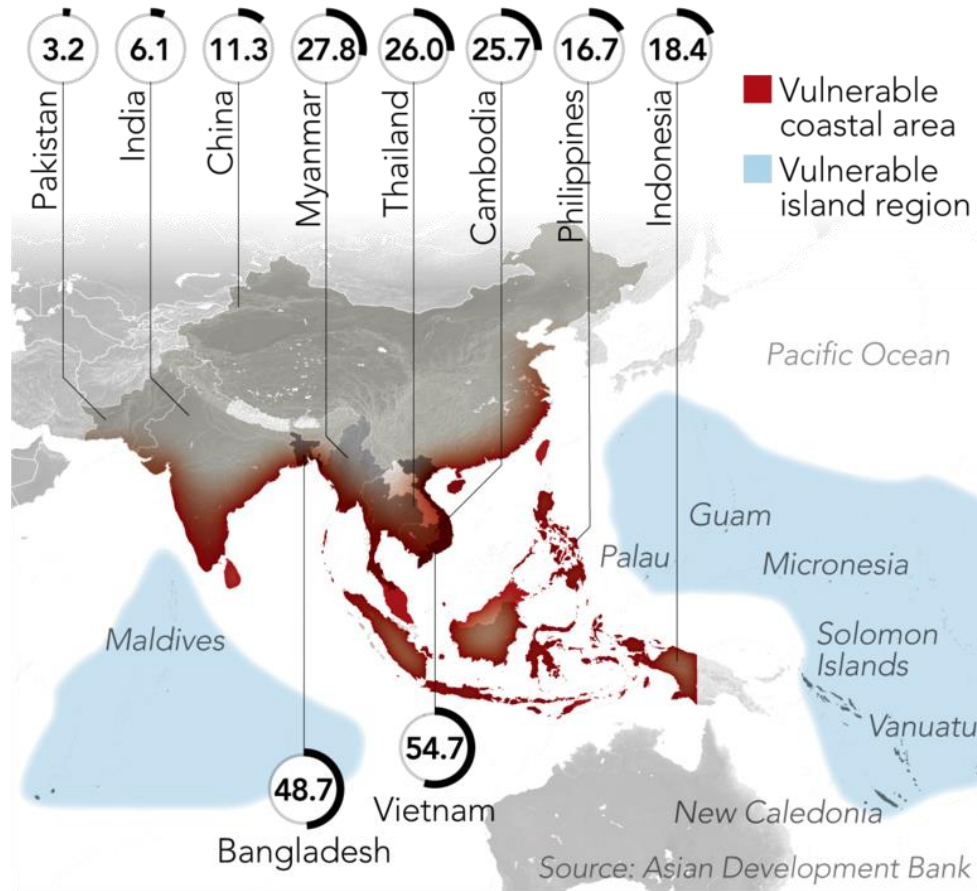 3.2
6.1
11.3
27.8
26.0
25.7
16.7
18.4
Pakistan
India
China
Myanmar
Thailand
Cambodia
Philippines
Indonesia
Vulnerable
coastal area
Vulnerable
island region
Pacific Ocean
Guam
Palau
Micronesia
Maldives
Solomon
Islands
Vanuatu
54.7
Vietnam
48.7
Bangladesh
New Caledonia
Source: Asian Development Bank